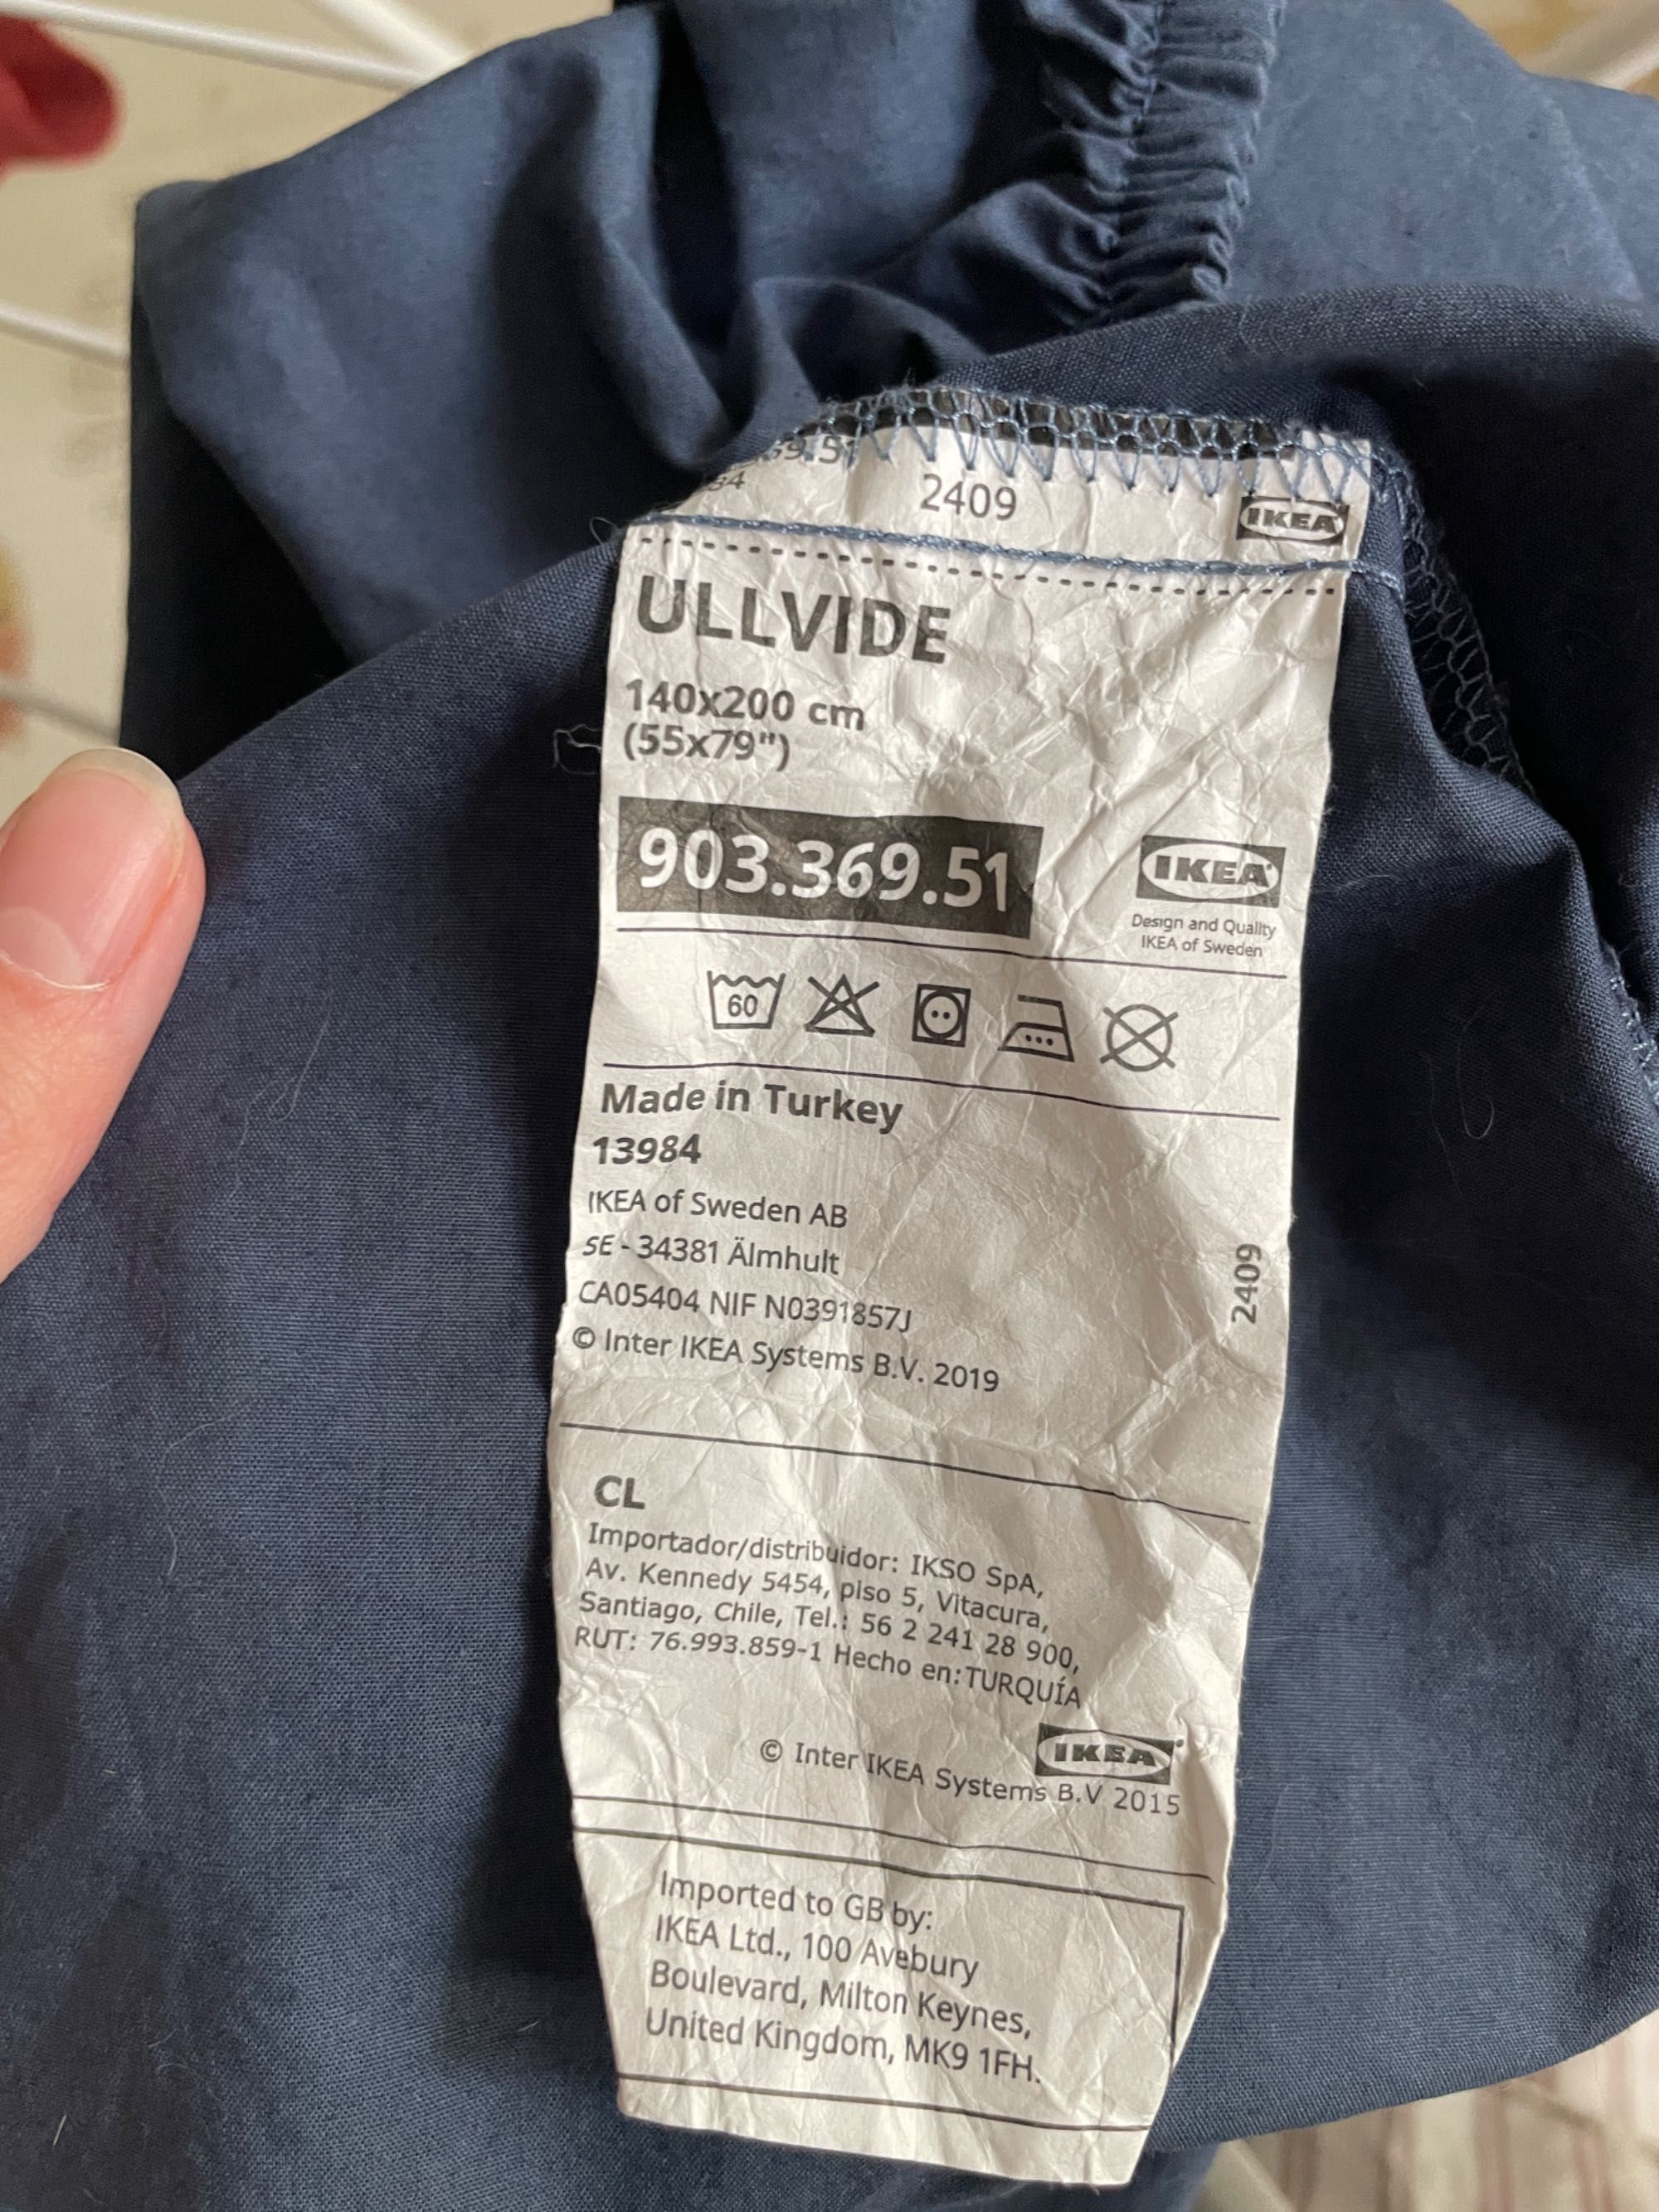 2409
IKEA
ULLVIDE
140x200 cm
(55x79")
903.369.51
IKEA
Design and Quality
IKEA of Sweden
60
Made in Turkey
13984
IKEA of Sweden AB
SE - 34381 Älmhult
CA05404 NIF N0391857J
© Inter IKEA Systems B.V. 2019
2409
CL
Importador/distribuidor: IKSO SpA,
Av. Kennedy 5454, piso 5, Vitacura,
Santiago, Chile, Tel.: 56 2 241 28 900,
RUT: 76.993.859-1 Hecho en:TURQUÍA
IKEA
© Inter IKEA Systems B.V 2015
Imported to GB by:
IKEA Ltd., 100 Avebury
Boulevard, Milton Keynes,
United Kingdom, MK9 1FH.